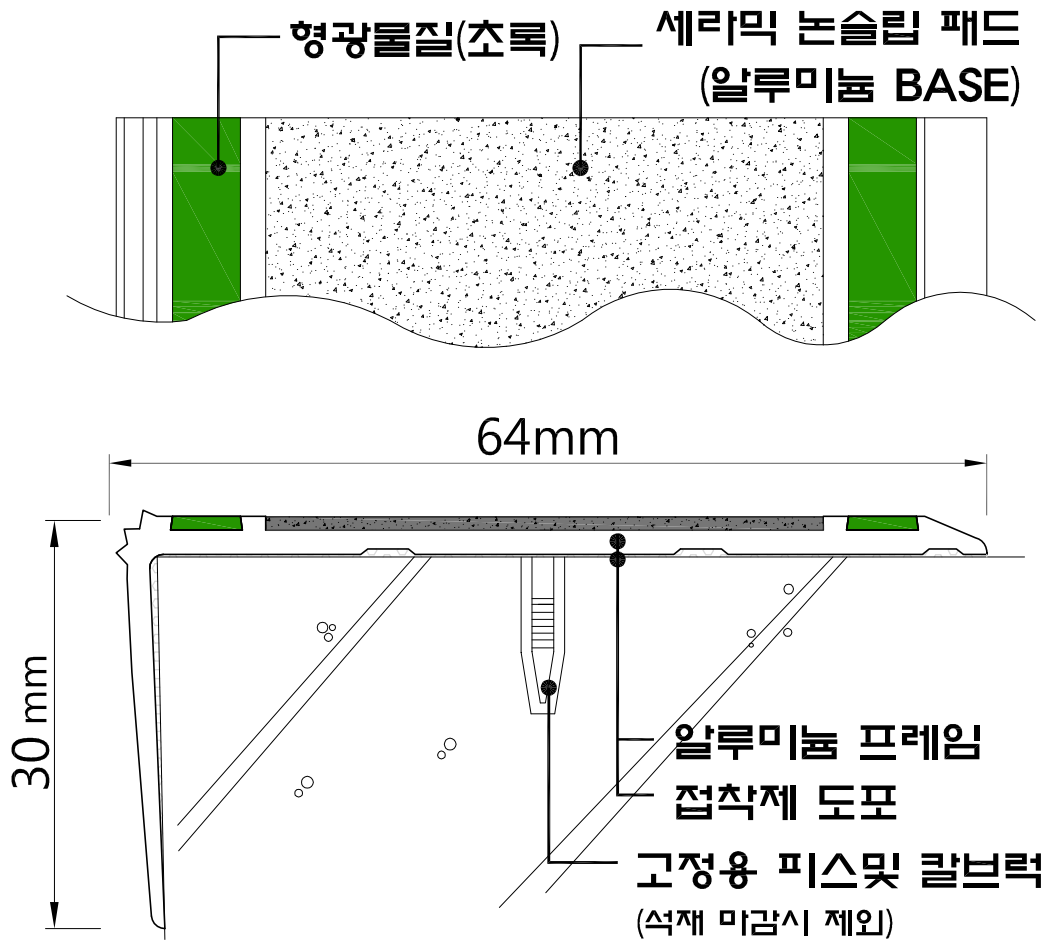 형광물질(초록)
세라믹 논슬립 패드
(알루미늄 BASE)
64mm
30 mm
알루미늄 프레임
접착제 도포
고정용 피스및 칼브럭
(석재 마감시 제외)